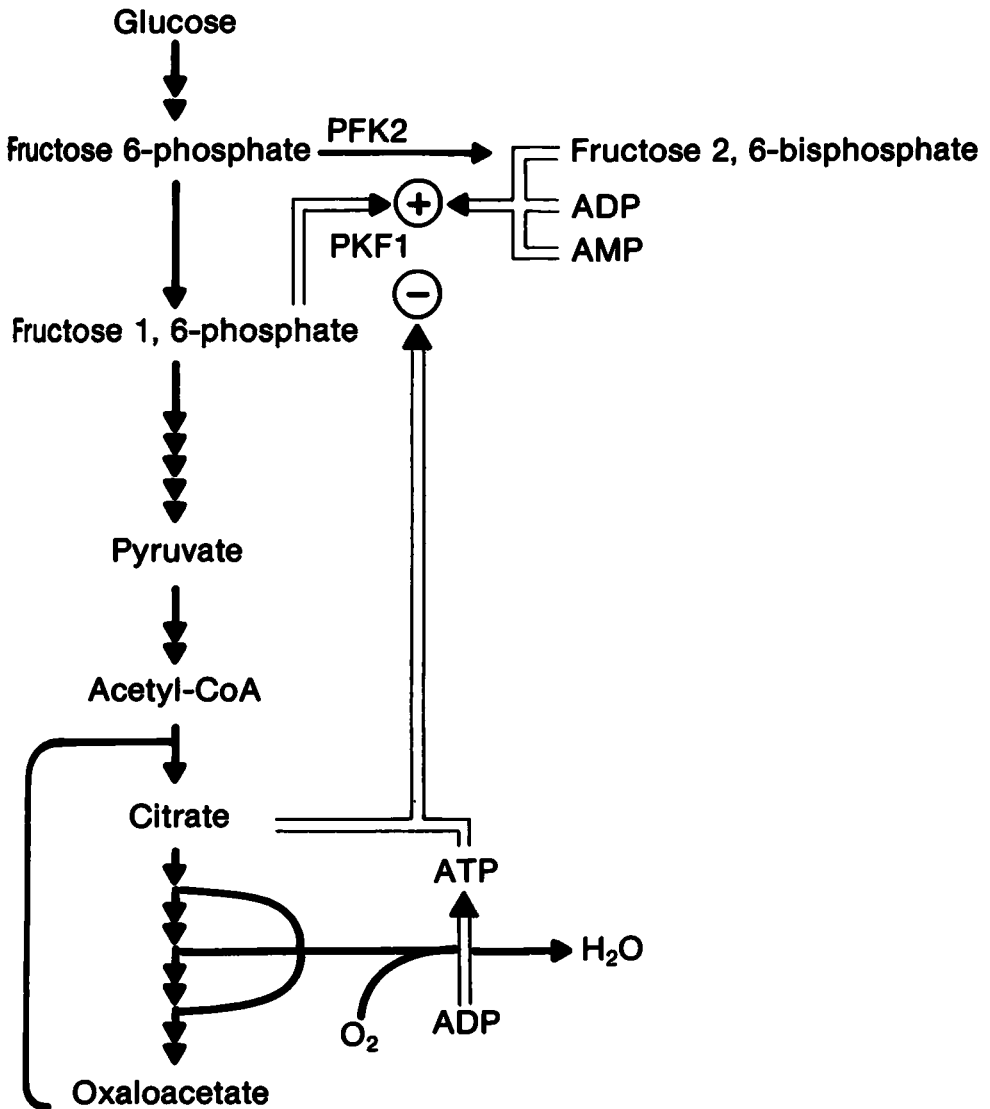 Glucose
Fructose 6-phosphate
PFK2
Fructose 2, 6-bisphosphate
+
ADP
PKF1
AMP
−
Fructose 1, 6-phosphate
Pyruvate
Acetyl-CoA
Citrate
ATP
H₂O
O₂
ADP
Oxaloacetate